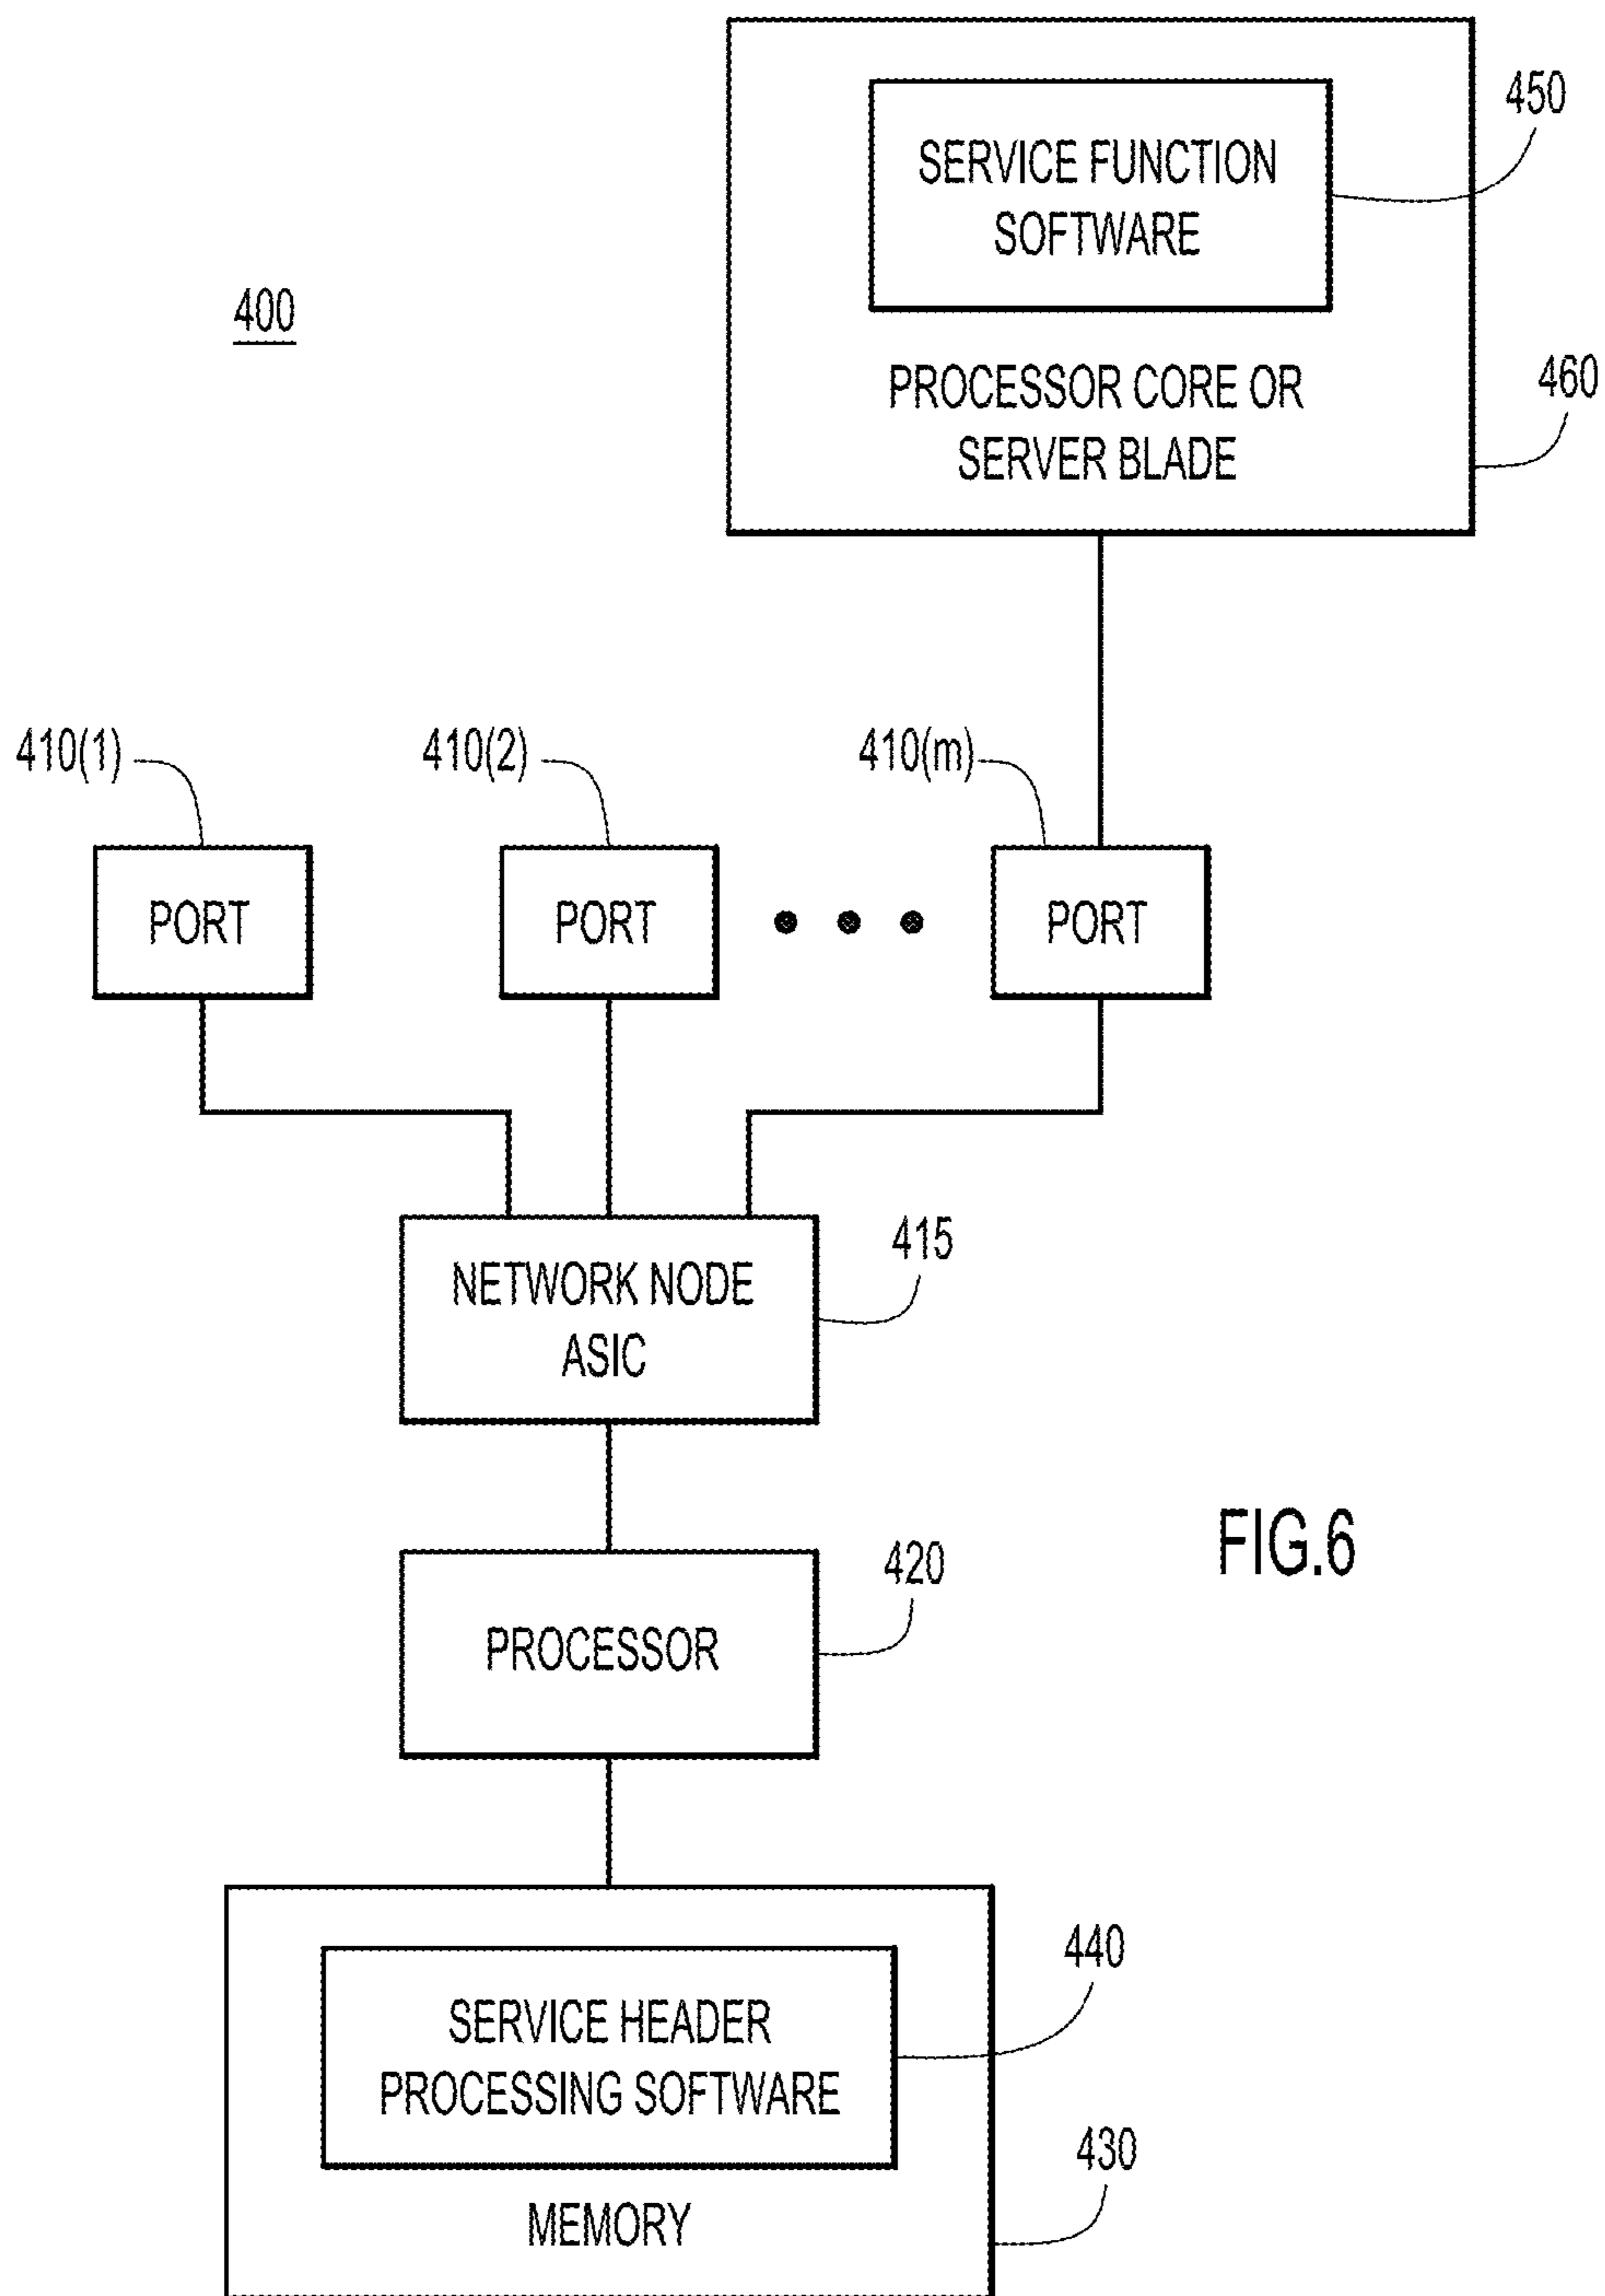 450
SERVICE FUNCTION
SOFTWARE
400
PROCESSOR CORE OR
SERVER BLADE
460
410(1)
410(2)
410(m)
PORT
PORT
PORT
415
NETWORK NODE
ASIC
FIG.6
420
PROCESSOR
440
SERVICE HEADER
PROCESSING SOFTWARE
430
MEMORY